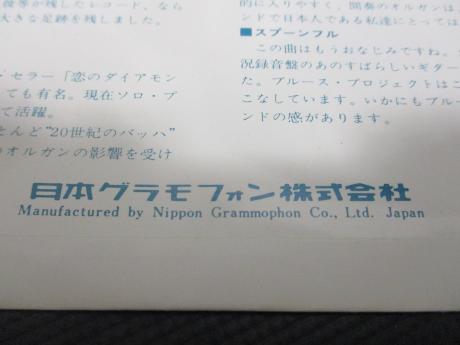 彼等が残したレコード、なら
大きな足跡を残しました。
セラー「恋のダイアモン
ても有名。現在ソロ・プ
て活躍。
とんど"20世紀のバッハ"
オルガンの影響を受け
的に入りやすく、間奏のオルガンは、
ンドで日本人である私達にとっては
■スプーンフル
この曲はもうおなじみですね。
況録音盤のあのすばらしいギター
た。ブルース・プロジェクトはこ
こなしています。いかにもブルー
ンドの感があります。
日本グラモフォン株式会社
Manufactured by Nippon Grammophon Co., Ltd. Japan